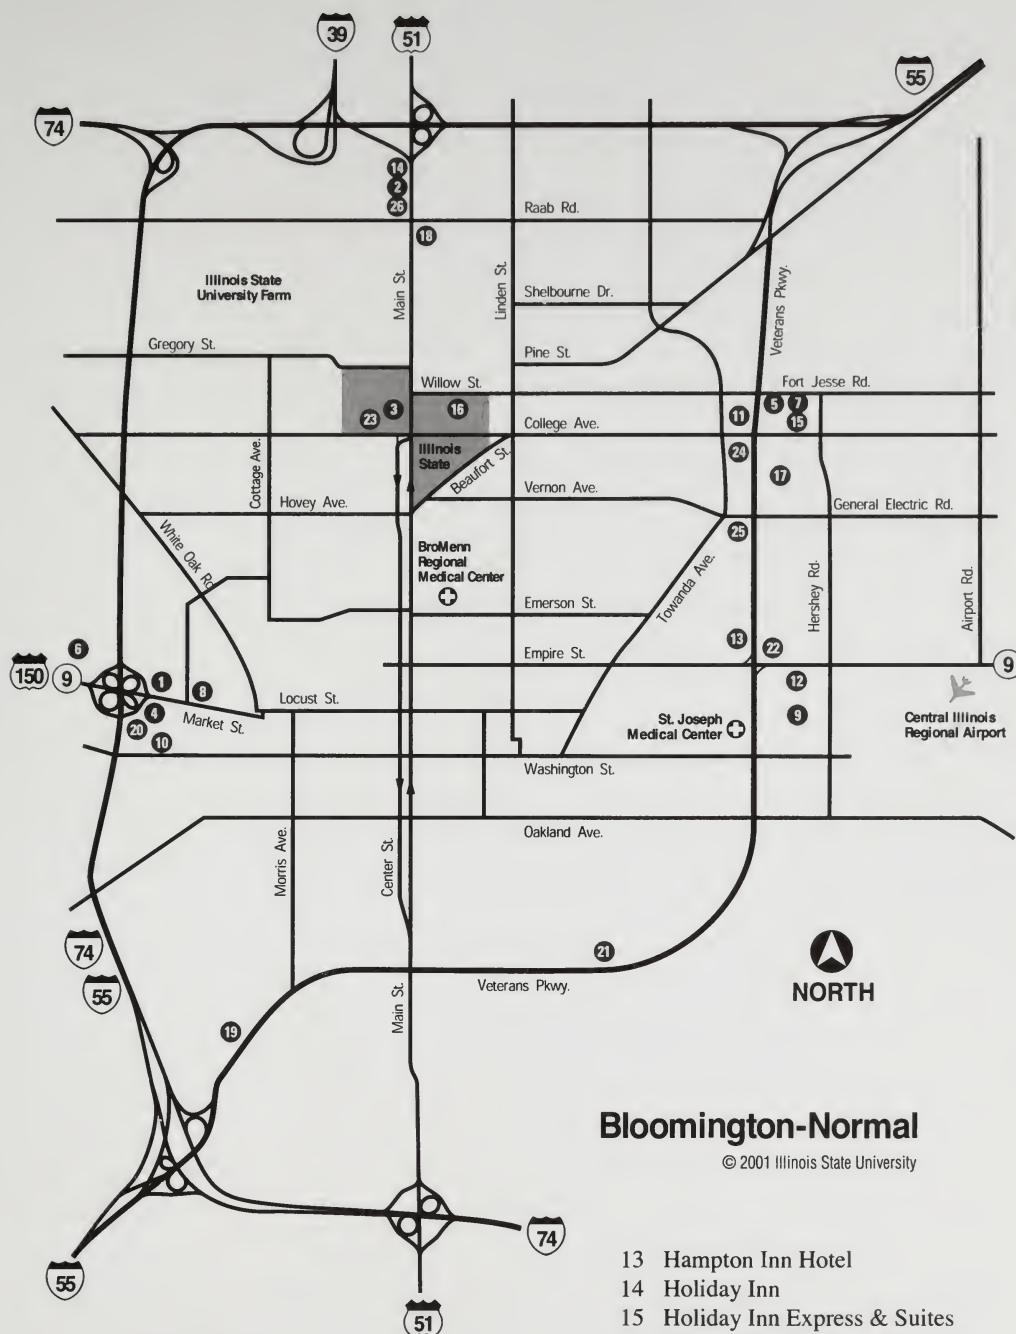 39
51
55
74
14
2
26
Raab Rd.
18
Illinois State
University Farm
Main St.
Linden St.
Shelbourne Dr.
Veterans Pkwy.
Gregory St.
Pine St.
Willow St.
Fort Jesse Rd.
23
3
16
11
5
7
15
College Ave.
Cottage Ave.
Illinois
State
Beaufort St.
24
17
Hovey Ave.
Vernon Ave.
General Electric Rd.
White Oak Rd.
25
BroMenn
Regional
Medical Center
Towanda Ave.
Hershey Rd.
Airport Rd.
Emerson St.
6
13
22
Empire St.
150
9
9
1
8
12
Locust St.
4
Market St.
20
10
St. Joseph
Medical Center
9
Central Illinois
Regional Airport
Washington St.
Oakland Ave.
Morris Ave.
Center St.
74
55
21
NORTH
Veterans Pkwy.
Main St.
19
Bloomington-Normal
© 2001 Illinois State University
74
55
51
13 Hampton Inn Hotel
14 Holiday Inn
15 Holiday Inn Express & Suites